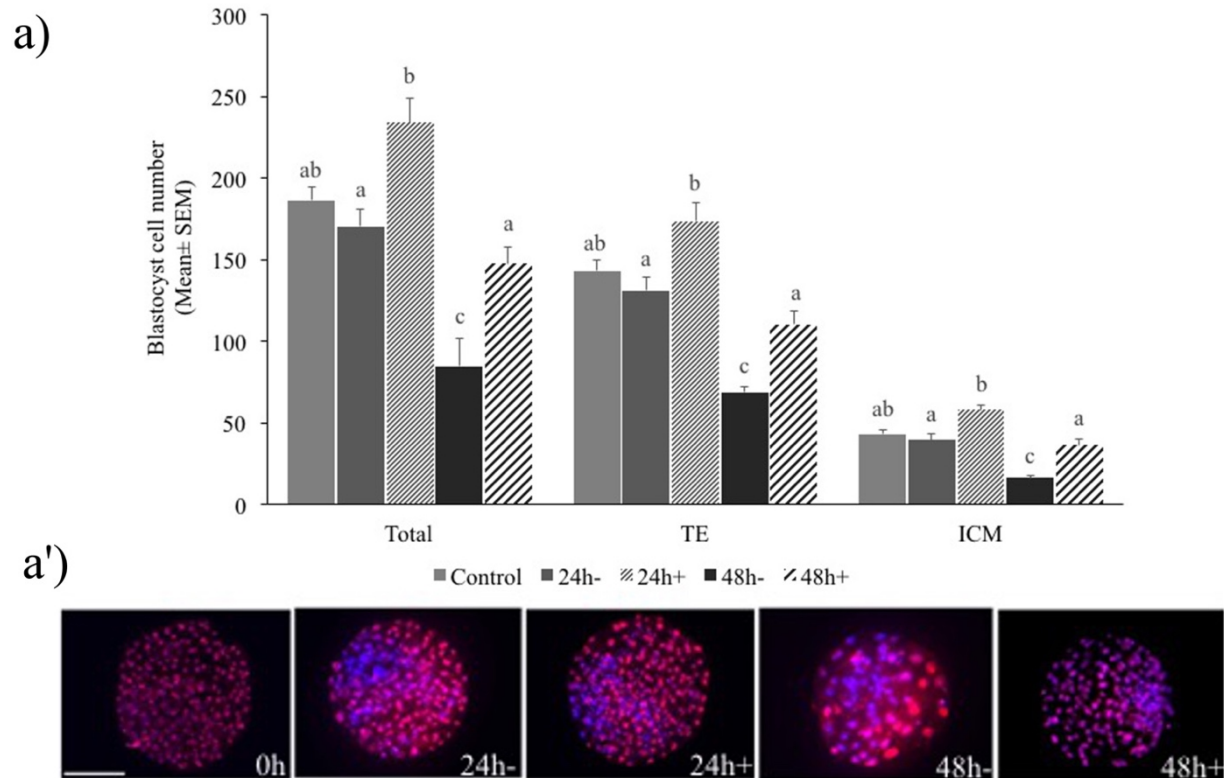 a)
Blastocyst cell number
(Mean± SEM)
300
250
200
150
100
50
0
ab
a
b
c
a
ab
a
b
c
a
ab
a
b
c
a
Total TE ICM
Control 24h- 24h+ 48h- 48h+
a')
0h 24h- 24h+ 48h- 48h+